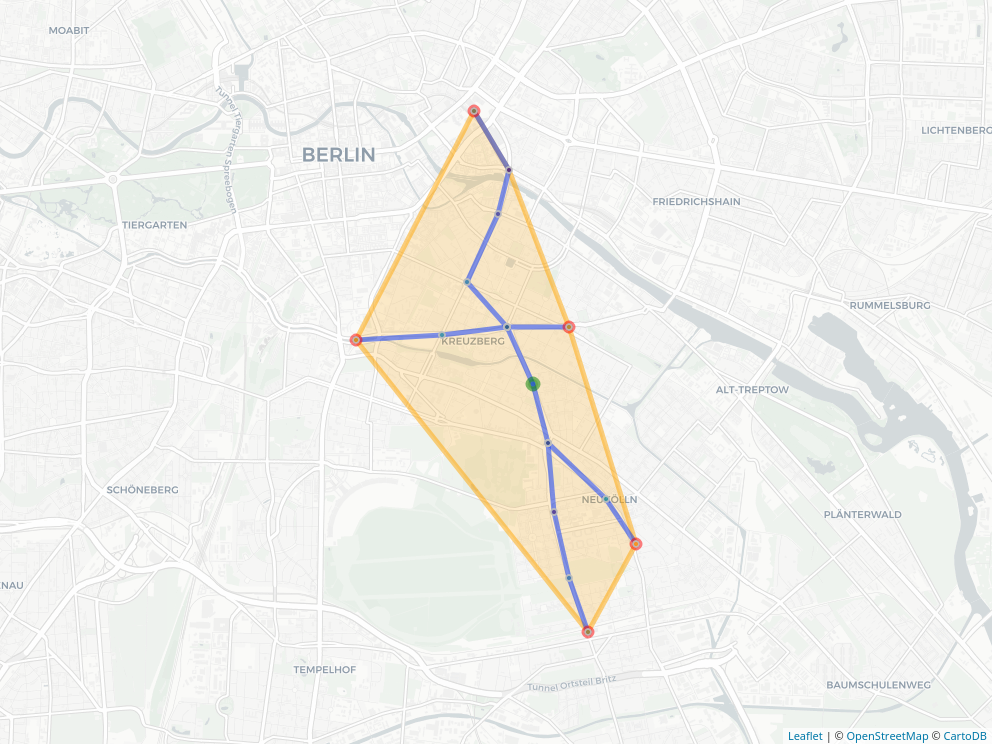 MOABIT
Tunnel Tiergarten Spreebogen
LICHTENBERG
BERLIN
FRIEDRICHSHAIN
TIERGARTEN
RUMMELSBURG
KREUZBERG
ALT-TREPTOW
SCHÖNEBERG
NEUKÖLLN
PLÄNTERWALD
ENAU
TEMPELHOF
Tunnel Ortsteil Britz
BAUMSCHULENWEG
Leaflet | © OpenStreetMap © CartoDB